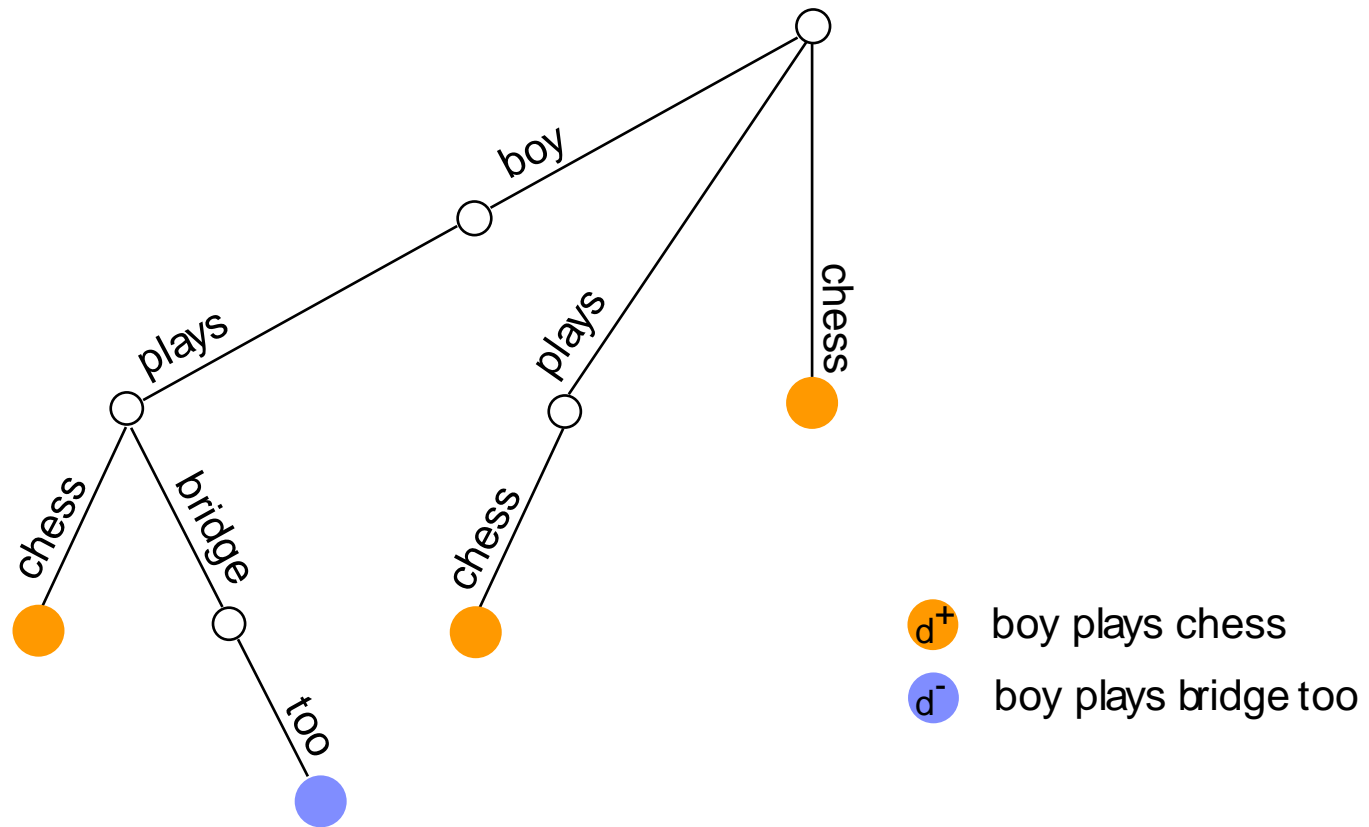 boy
chess
plays
plays
chess
bridge
chess
too
d+ boy plays chess
d- boy plays bridge too